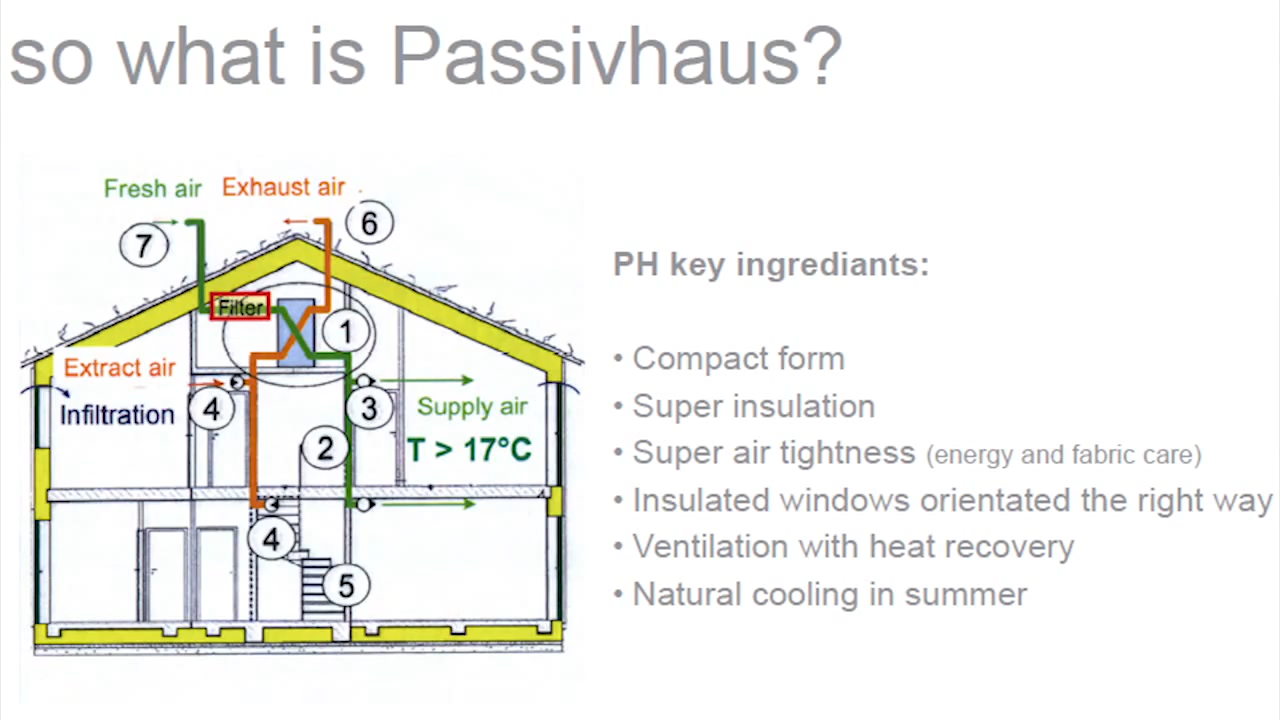 so what is Passivhaus?
Fresh air Exhaust air
6
7
Filter
1
Extract air
4
3
Infiltration
Supply air
2
T > 17°C
4
5
PH key ingrediants:
• Compact form
• Super insulation
• Super air tightness (energy and fabric care)
• Insulated windows orientated the right way
• Ventilation with heat recovery
• Natural cooling in summer